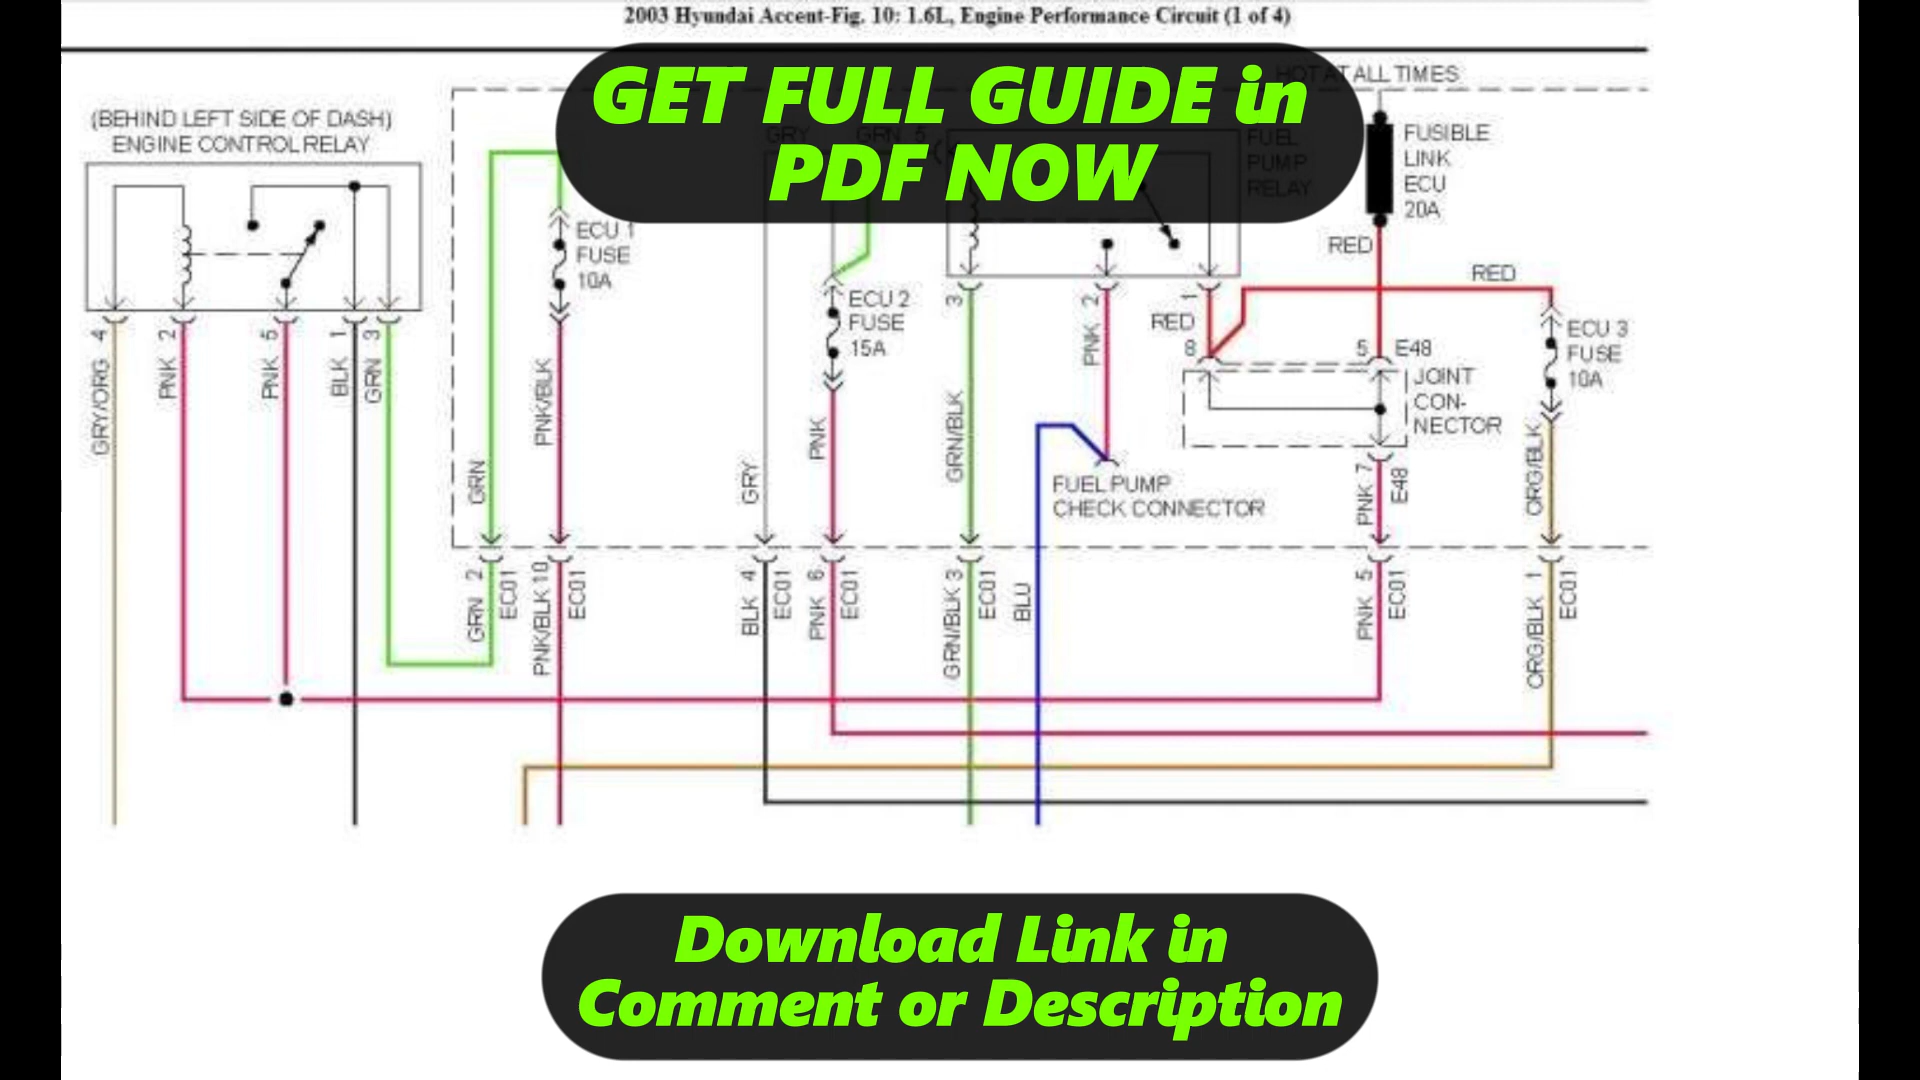 2003 Hyundai Accent-Fig. 10: 1.6L, Engine Performance Circuit (1 of 4)
GET FULL GUIDE in
PDF NOW
HOT AT ALL TIMES
(BEHIND LEFT SIDE OF DASH)
ENGINE CONTROL RELAY
GRY
GRN 5
FUEL
PUMP
RELAY
FUSIBLE
LINK
ECU
20A
ECU 1
FUSE
10A
RED
RED
ECU 2
FUSE
15A
RED
ECU 3
FUSE
10A
4
2
5
1
3
3
2
1
8
5
E48
GRY/ORG
PNK
PNK
BLK
GRN
GRN
PNK/BLK
GRY
PNK
GRN/BLK
PNK
JOINT
CON-
NECTOR
FUEL PUMP
CHECK CONNECTOR
PNK 7
E48
ORG/BLK
GRN 2
EC01
PNK/BLK 10
EC01
BLK 4
EC01
PNK 6
EC01
GRN/BLK 3
EC01
BLU
PNK 5
EC01
ORG/BLK 1
EC01
Download Link in
Comment or Description